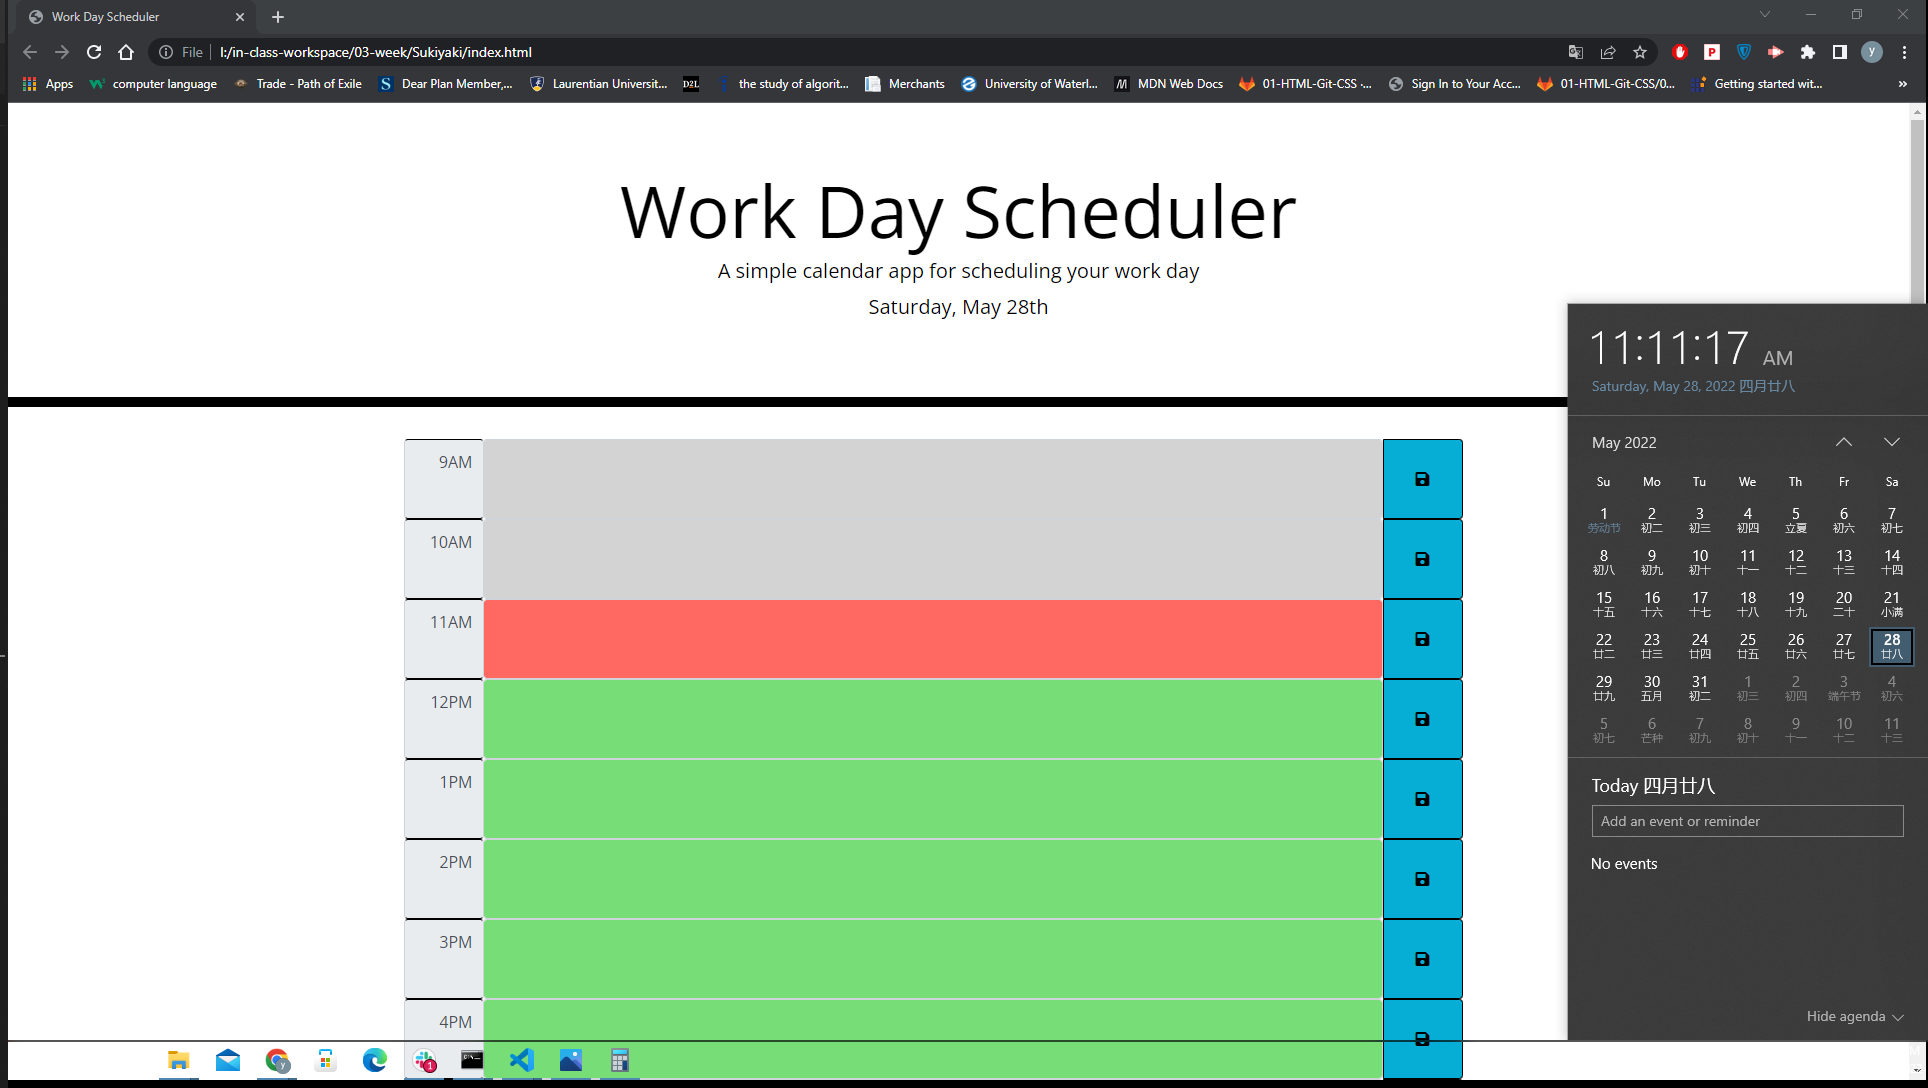 Work Day Scheduler
File I:/in-class-workspace/03-week/Sukiyaki/index.html
y
Apps computer language Trade - Path of Exile Dear Plan Member,... Laurentian Universit... D2L the study of algorit... Merchants University of Waterl... MDN Web Docs 01-HTML-Git-CSS ·... Sign In to Your Acc... 01-HTML-Git-CSS/0... Getting started wit... »
Work Day Scheduler
A simple calendar app for scheduling your work day
Saturday, May 28th
9AM
10AM
11AM
12PM
1PM
2PM
3PM
4PM
11:11:17 AM
Saturday, May 28, 2022 四月廿八
May 2022
Su Mo Tu We Th Fr Sa
1 2 3 4 5 6 7
劳动节 初二 初三 初四 立夏 初六 初七
8 9 10 11 12 13 14
初八 初九 初十 十一 十二 十三 十四
15 16 17 18 19 20 21
十五 十六 十七 十八 十九 二十 小满
22 23 24 25 26 27 28
廿二 廿三 廿四 廿五 廿六 廿七 廿八
29 30 31 1 2 3 4
廿九 五月 初二 初三 初四 端午节 初六
5 6 7 8 9 10 11
初七 芒种 初九 初十 十一 十二 十三
Today 四月廿八
Add an event or reminder
No events
Hide agenda
y
1